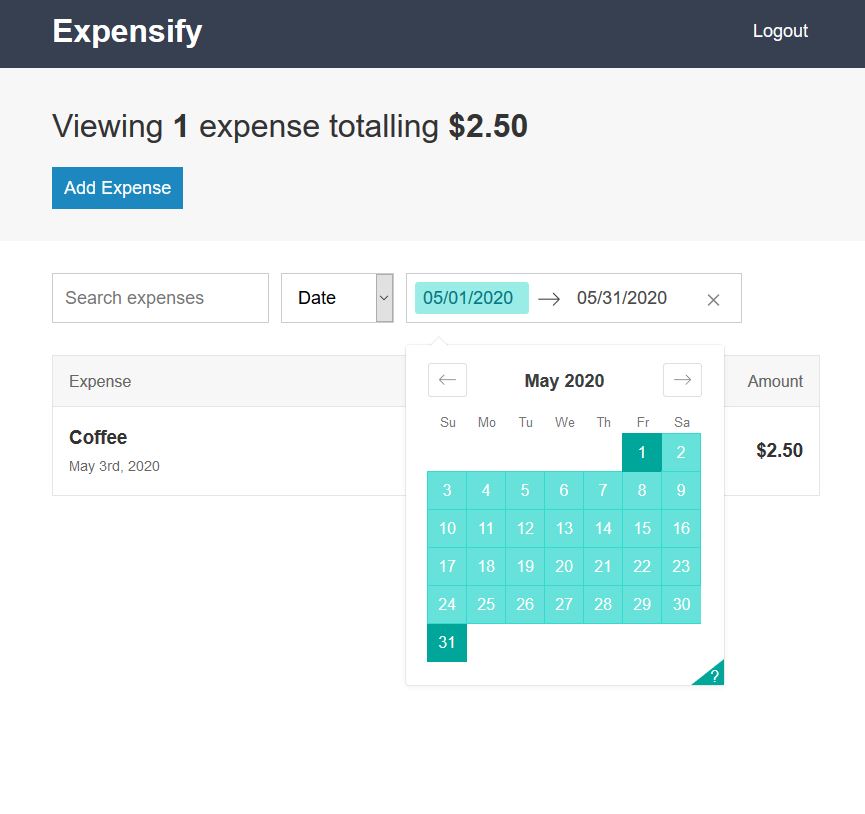 Expensify
Logout
Viewing 1 expense totalling $2.50
Add Expense
Search expenses
Date
05/01/2020
05/31/2020
Expense
Amount
Coffee
May 3rd, 2020
$2.50
May 2020
Su Mo Tu We Th Fr Sa
1 2
3 4 5 6 7 8 9
10 11 12 13 14 15 16
17 18 19 20 21 22 23
24 25 26 27 28 29 30
31
?